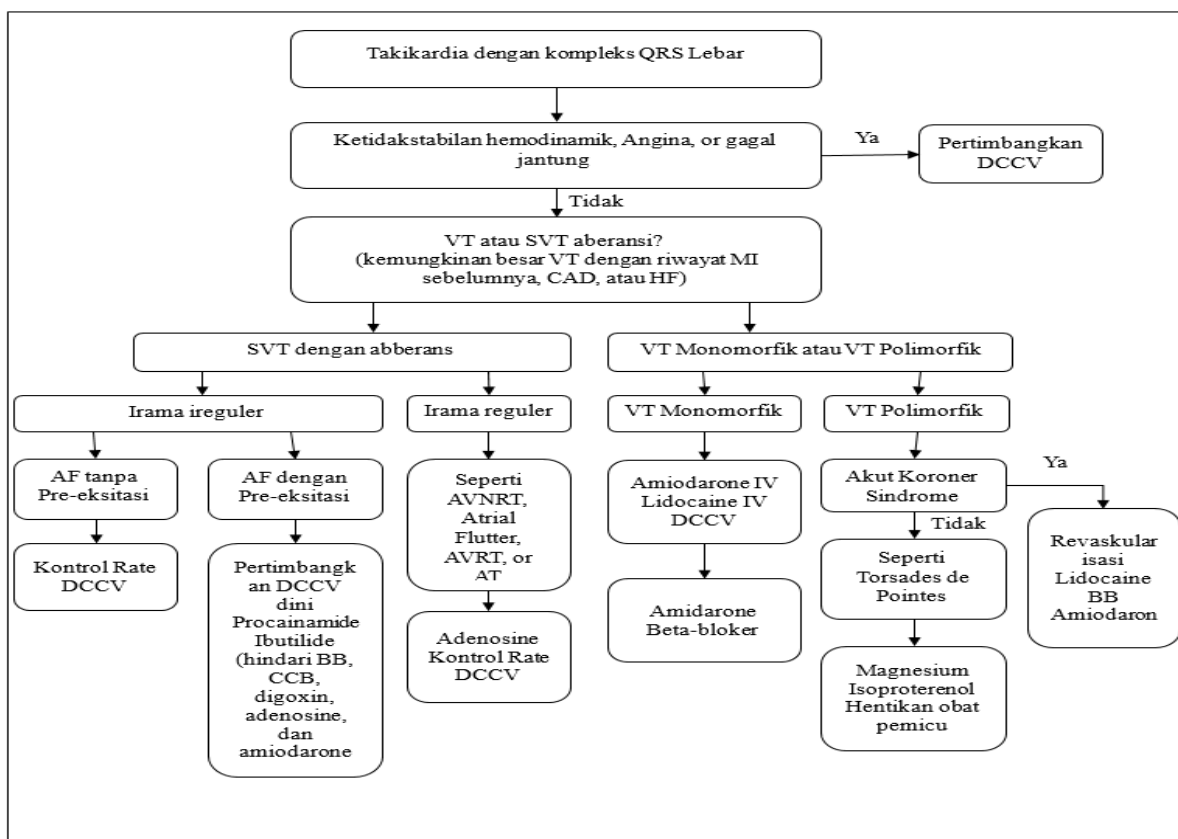 Takikardia dengan kompleks QRS Lebar
Ketidakstabilan hemodinamik, Angina, or gagal
jantung
Ya
Pertimbangkan
DCCV
Tidak
VT atau SVT aberansi?
(kemungkinan besar VT dengan riwayat MI
sebelumnya, CAD, atau HF)
SVT dengan abberans
VT Monomorfik atau VT Polimorfik
Irama ireguler
Irama reguler
VT Monomorfik
VT Polimorfik
AF tanpa
Pre-eksitasi
AF dengan
Pre-eksitasi
Seperti
AVNRT,
Atrial
Flutter,
AVRT, or
AT
Amiodarone IV
Lidocaine IV
DCCV
Akut Koroner
Sindrome
Ya
Tidak
Kontrol Rate
DCCV
Pertimbangk
an DCCV
dini
Procainamide
Ibutilide
(hindari BB,
CCB,
digoxin,
adenosine,
dan
amiodarone
Adenosine
Kontrol Rate
DCCV
Amidarone
Beta-bloker
Seperti
Torsades de
Pointes
Revaskular
isasi
Lidocaine
BB
Amiodaron
Magnesium
Isoproterenol
Hentikan obat
pemicu